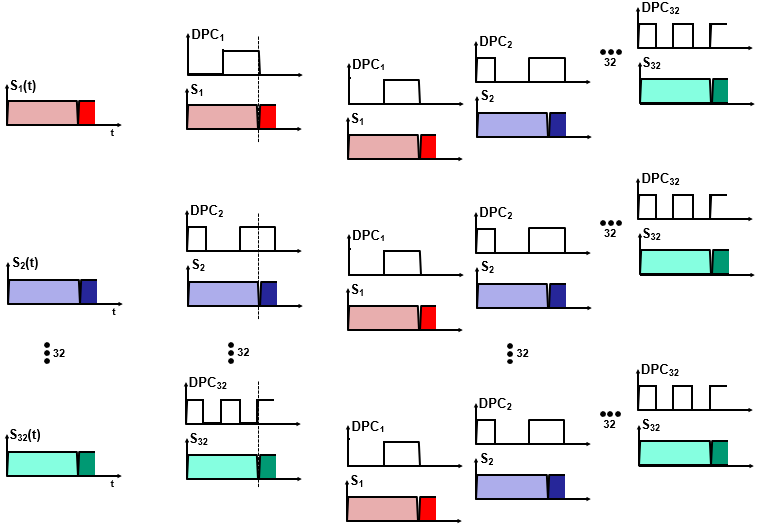 DPC32
DPC1
DPC2
32
DPC1
S1(t)
S1
S32
S2
S1
t
DPC32
DPC2
DPC2
32
DPC1
S2(t)
S2
S32
S2
S1
t
32
32
32
DPC32
DPC32
DPC2
32
DPC1
S32(t)
S32
S32
S2
S1
t